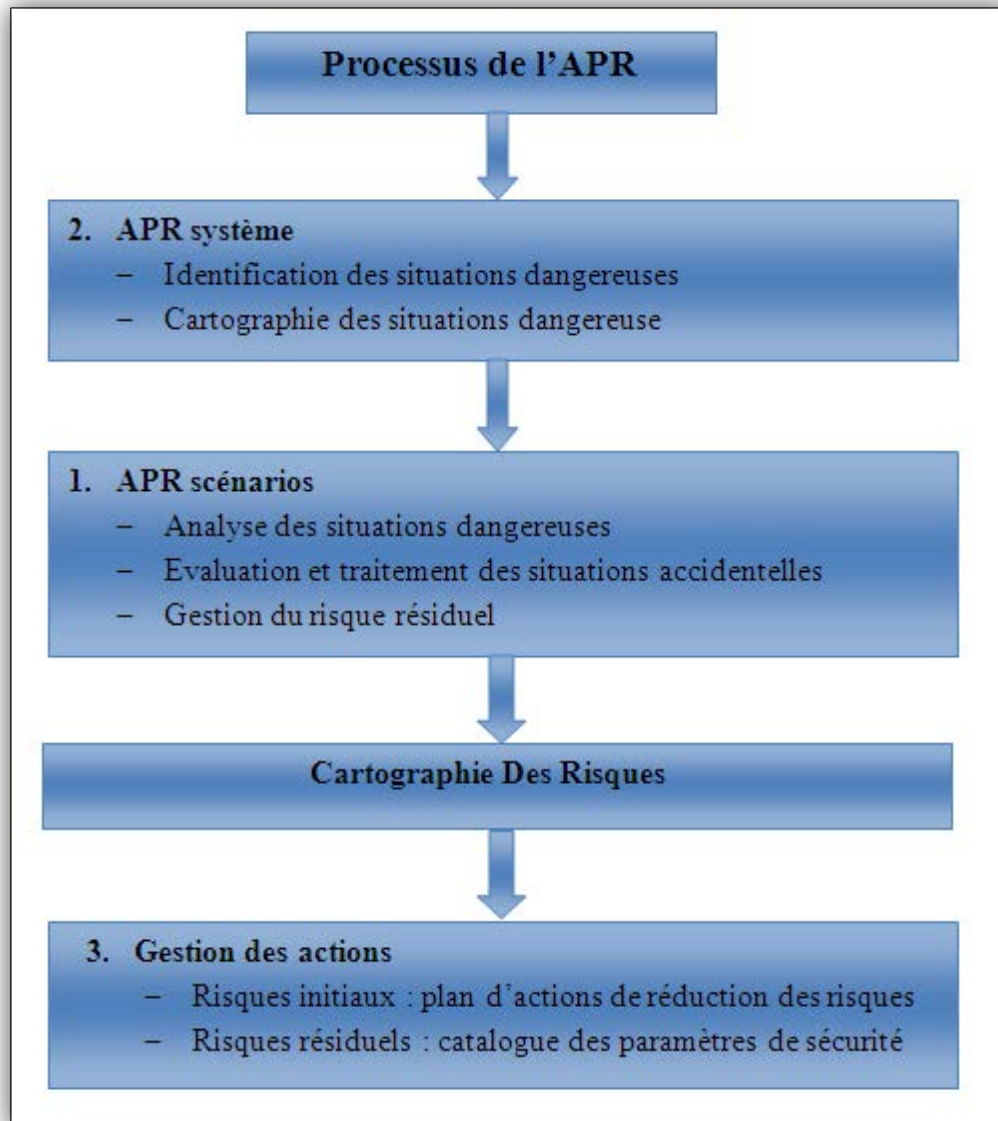 Processus de l’APR
2. APR système
– Identification des situations dangereuses
– Cartographie des situations dangereuse
1. APR scénarios
– Analyse des situations dangereuses
– Evaluation et traitement des situations accidentelles
– Gestion du risque résiduel
Cartographie Des Risques
3. Gestion des actions
– Risques initiaux : plan d’actions de réduction des risques
– Risques résiduels : catalogue des paramètres de sécurité